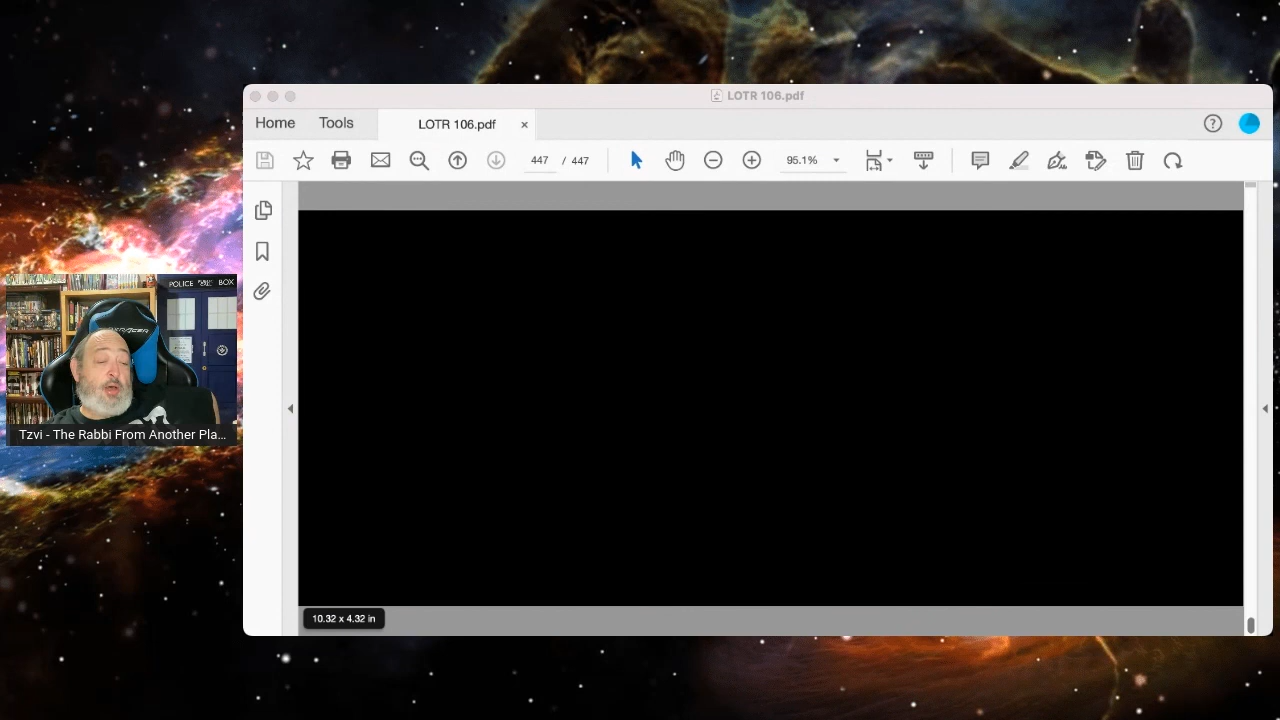 LOTR 106.pdf
Home Tools LOTR 106.pdf
447 / 447 95.1%
POLICE BOX
Tzvi - The Rabbi From Another Pla...
10.32 x 4.32 in